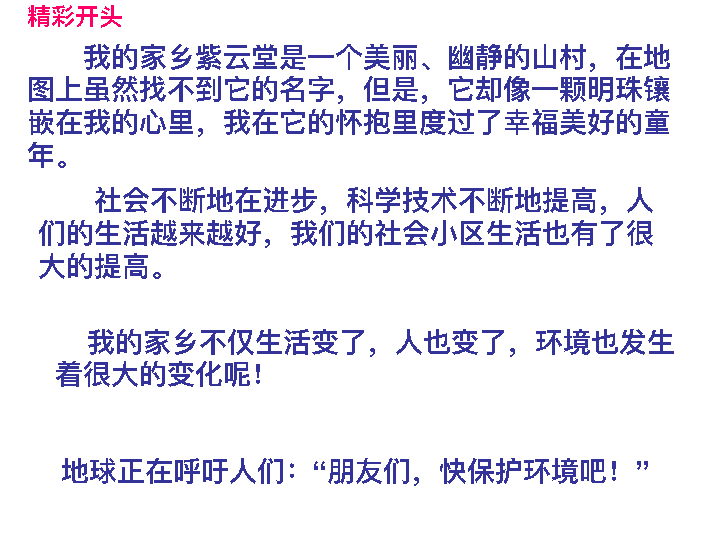 精彩开头
我的家乡紫云堂是一个美丽、幽静的山村，在地
图上虽然找不到它的名字，但是，它却像一颗明珠镶
嵌在我的心里，我在它的怀抱里度过了幸福美好的童
年。
社会不断地在进步，科学技术不断地提高，人
们的生活越来越好，我们的社会小区生活也有了很
大的提高。
我的家乡不仅生活变了，人也变了，环境也发生
着很大的变化呢！
地球正在呼吁人们：“朋友们，快保护环境吧！”